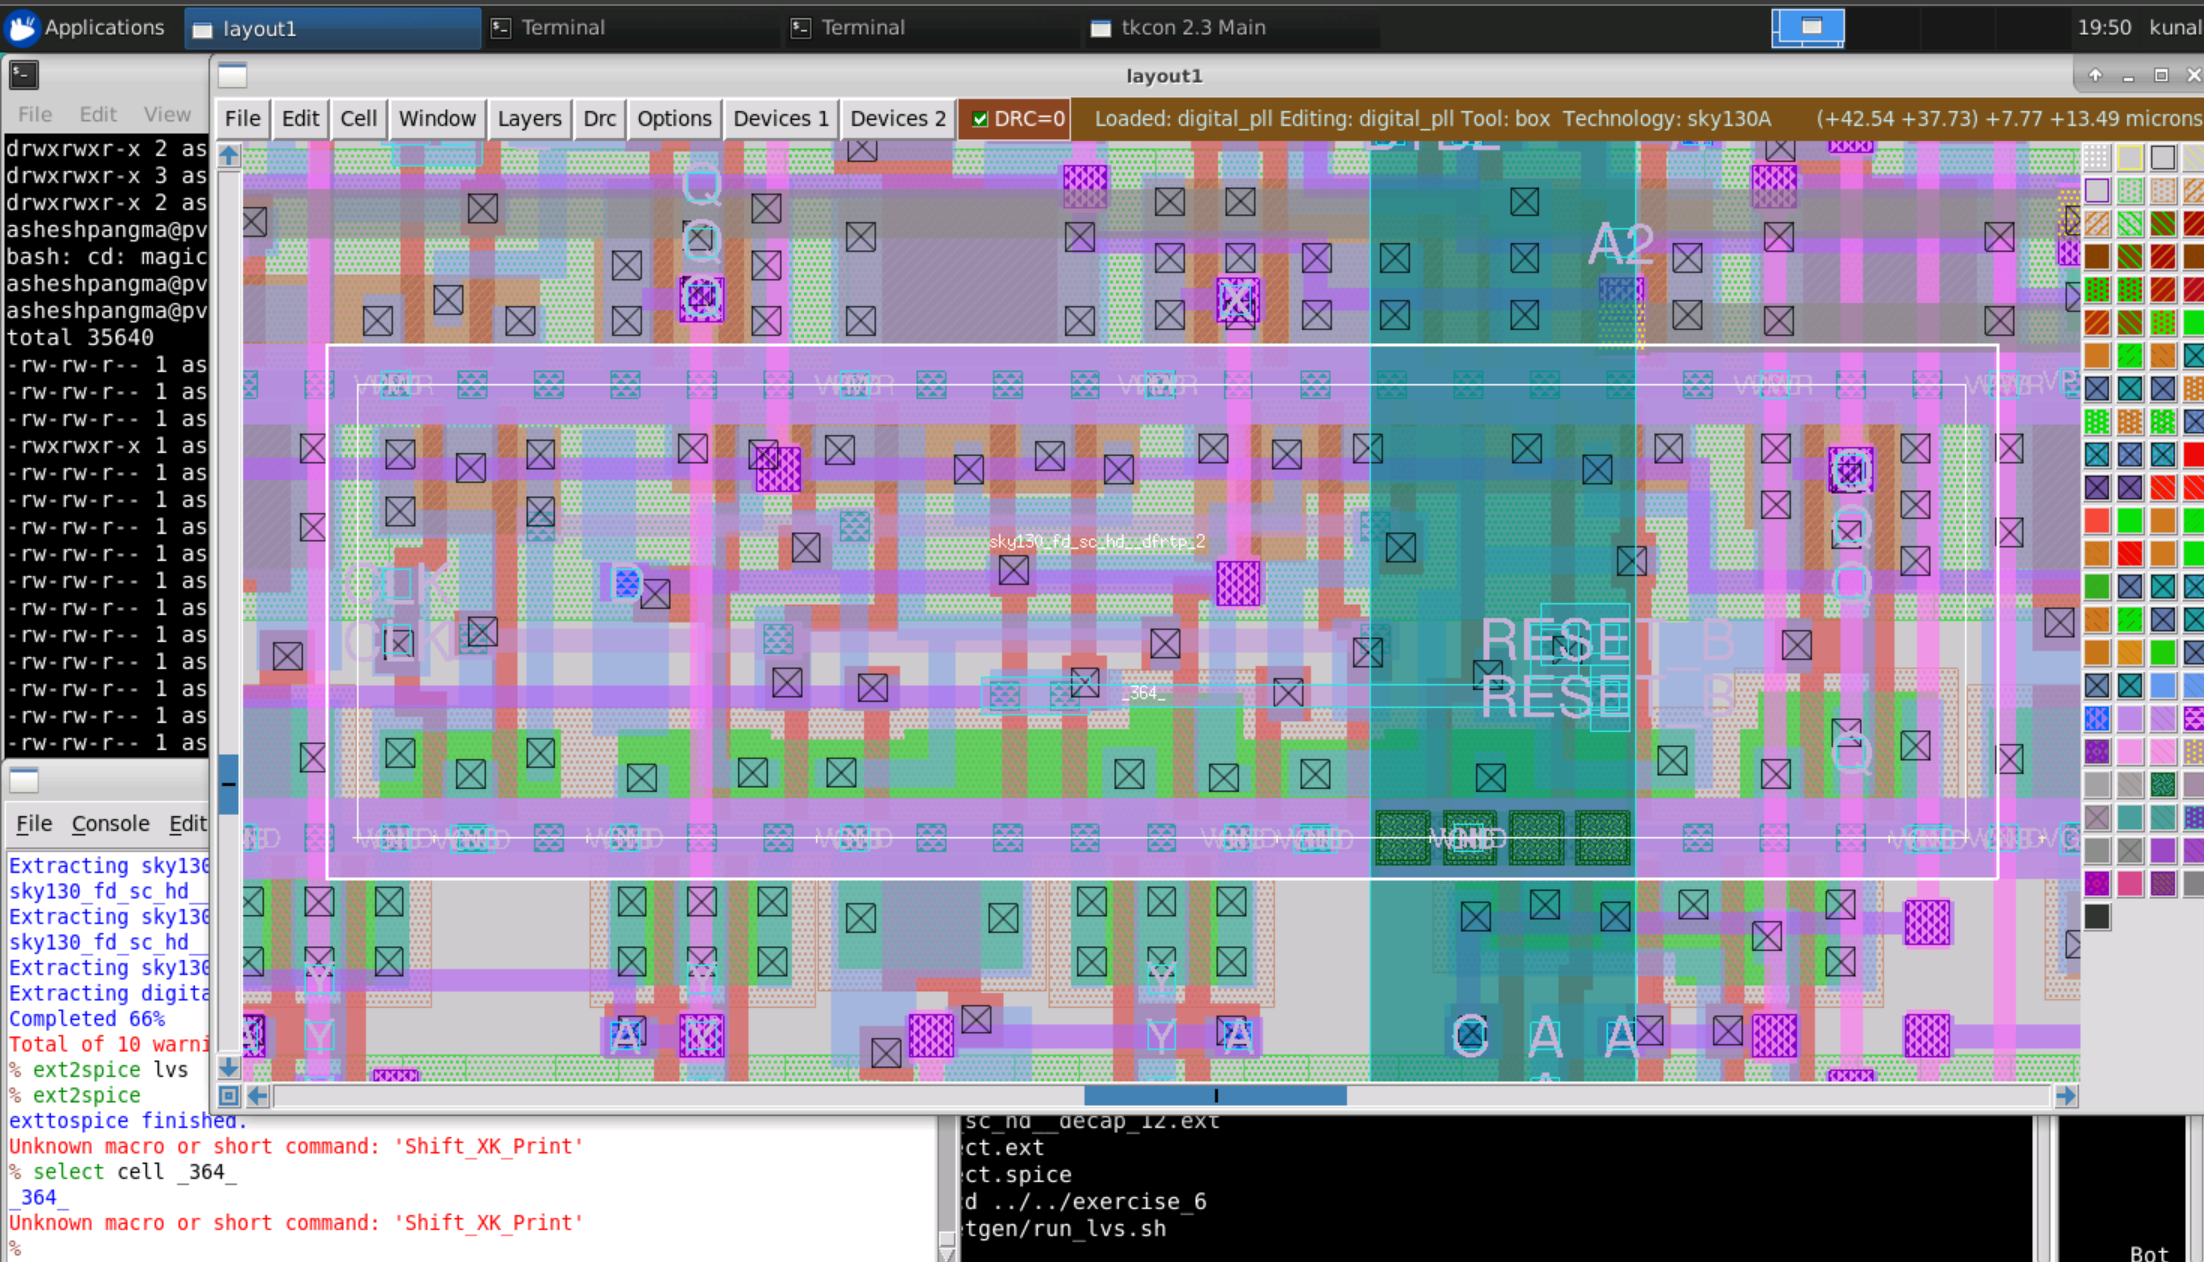 Applications layout1 Terminal Terminal tkcon 2.3 Main 19:50 kunal
layout1
File Edit View
File Edit Cell Window Options Layers Drc Options Devices 1 Devices 2 DRC=0 Loaded: digital_pll Editing: digital_pll Tool: box Technology: sky130A (+42.54 +37.73) +7.77 +13.49 microns
drwxrwxr-x 2 as
drwxrwxr-x 3 as
drwxrwxr-x 2 as
asheshpangma@pv
bash: cd: magic
asheshpangma@pv
asheshpangma@pv
total 35640
-rw-rw-r-- 1 as
-rw-rw-r-- 1 as
-rw-rw-r-- 1 as
-rwxrwxr-x 1 as
-rw-rw-r-- 1 as
-rw-rw-r-- 1 as
-rw-rw-r-- 1 as
-rw-rw-r-- 1 as
-rw-rw-r-- 1 as
-rw-rw-r-- 1 as
-rw-rw-r-- 1 as
-rw-rw-r-- 1 as
-rw-rw-r-- 1 as
-rw-rw-r-- 1 as
-rw-rw-r-- 1 as
Q
Q A2
Q X
sky130_fd_sc_hd__dfrtp_2
Q
Q
CLK D Q
CLK RESET_B
_364_ RESET_B
Q
Y Y Y
A Y Y A C A A
Y
File Console Edit
Extracting sky130
sky130_fd_sc_hd__
Extracting sky130
sky130_fd_sc_hd__
Extracting sky130
Extracting digita
Completed 66%
Total of 10 warni
% ext2spice lvs
% ext2spice
exttospice finished.
Unknown macro or short command: 'Shift_XK_Print'
% select cell _364_
_364_
Unknown macro or short command: 'Shift_XK_Print'
%
sc_hd__decap_12.ext
ect.ext
ect.spice
cd ../../exercise_6
etgen/run_lvs.sh
Bot